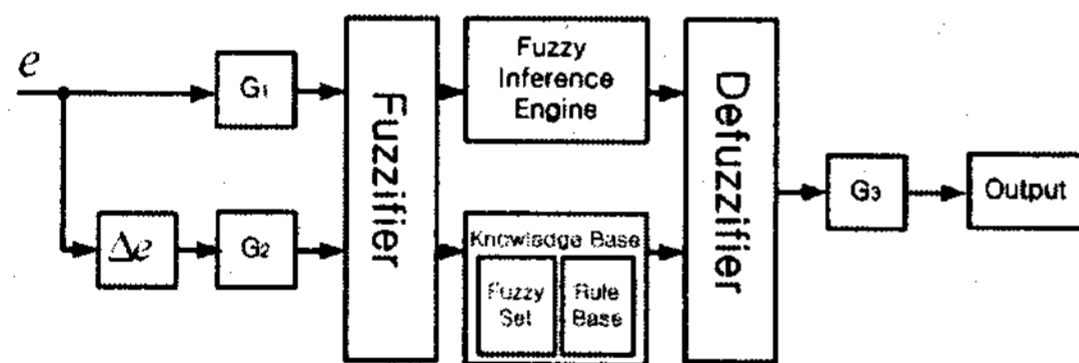 e
G1
Fuzzifier
Fuzzy
Inference
Engine
Defuzzifier
G3
Output
Δe
G2
Knowledge Base
Fuzzy
Set
Rule
Base